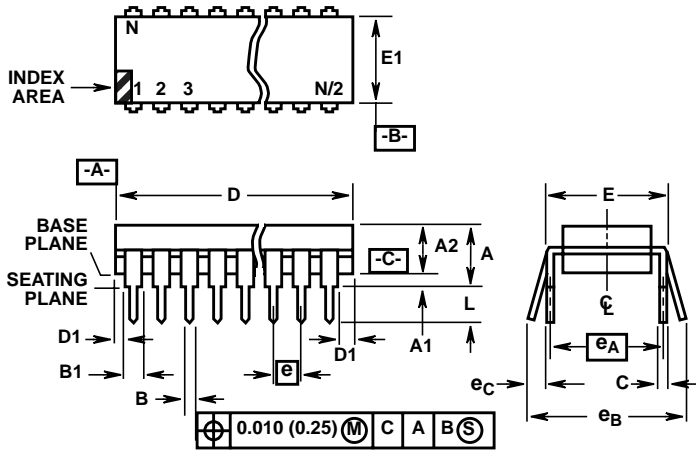 N
E1
INDEX
AREA
1 2 3 N/2
-B-
-A-
D
E
BASE
PLANE
A2
A
-C-
SEATING
PLANE
L
D1
A1
D1
B1
e
eA
eC
C
B
eB
0.010 (0.25) M C A B S
CL